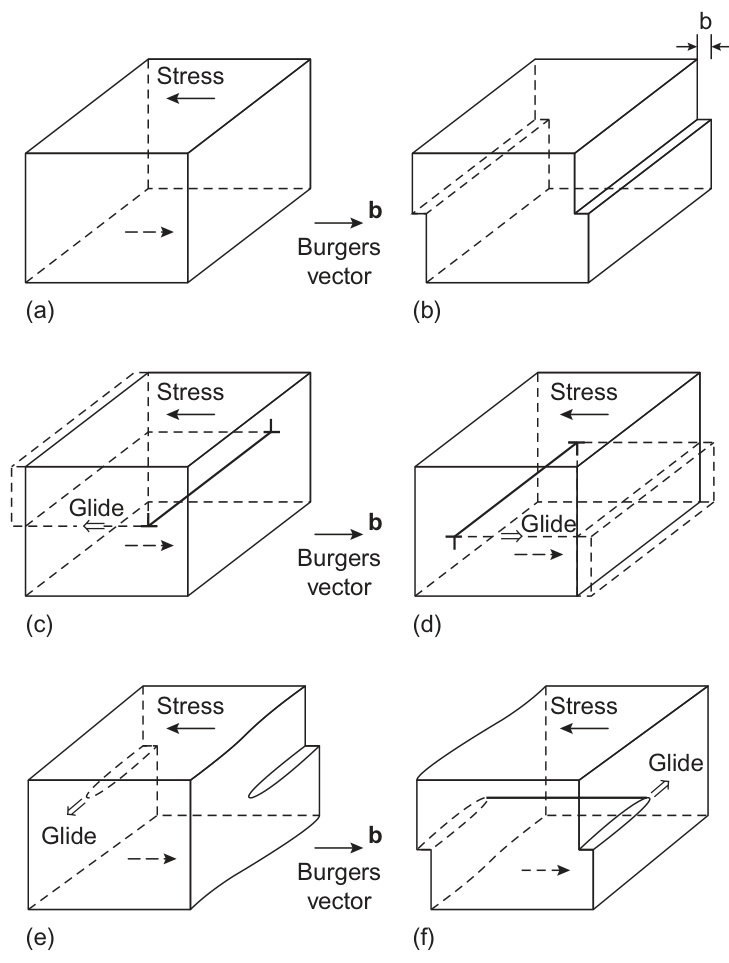 b
Stress
b
Burgers
vector
(a)
(b)
Stress
Stress
Glide
b
Glide
Burgers
vector
(c)
(d)
Stress
Stress
Glide
Glide
b
Burgers
vector
(e)
(f)